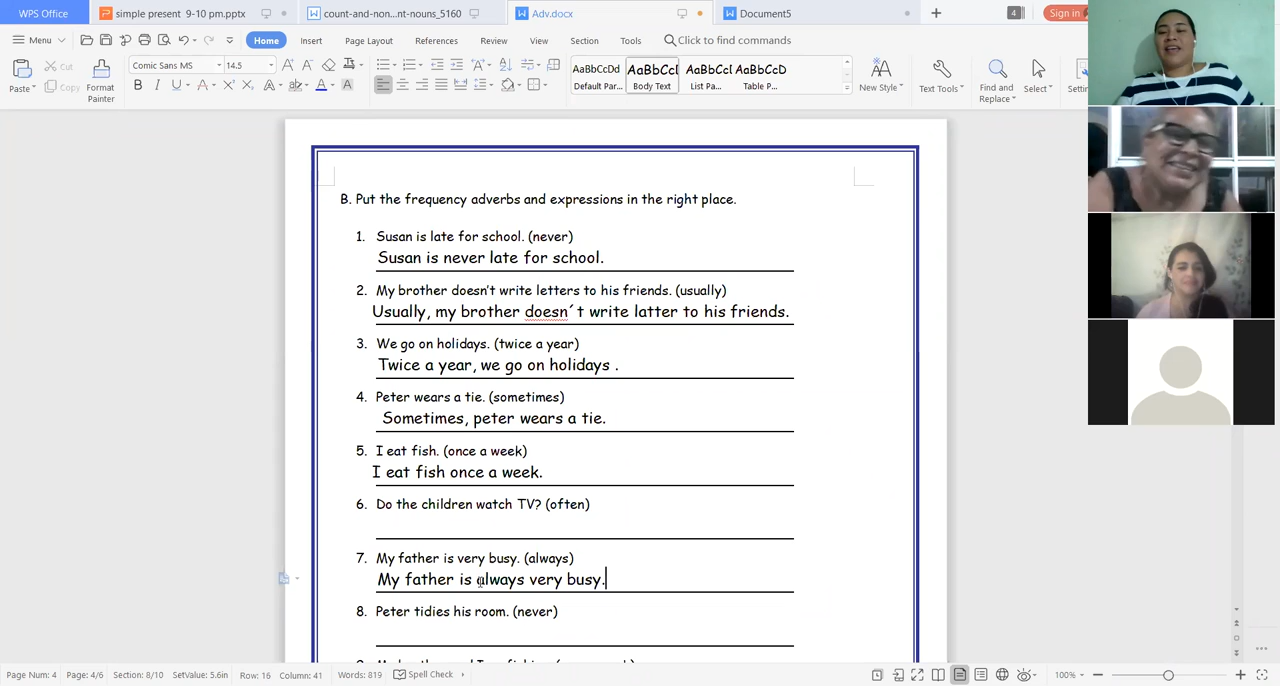 WPS Office
simple present 9-10 pm.pptx
count-and-non...nt-nouns_5160
Adv.docx
Document5
4
Sign in
Menu
Home
Insert
Page Layout
References
Review
View
Section
Tools
Click to find commands
Paste
Cut
Copy
Format Painter
Comic Sans MS
14.5
AaBbCcDd
Default Par...
AaBbCcI
Body Text
AaBbCcI
List Pa...
AaBbCcD
Table P...
New Style
Text Tools
Find and Replace
Select
B. Put the frequency adverbs and expressions in the right place.
1. Susan is late for school. (never)
Susan is never late for school.
2. My brother doesn't write letters to his friends. (usually)
Usually, my brother doesn´t write latter to his friends.
3. We go on holidays. (twice a year)
Twice a year, we go on holidays .
4. Peter wears a tie. (sometimes)
Sometimes, peter wears a tie.
5. I eat fish. (once a week)
I eat fish once a week.
6. Do the children watch TV? (often)
7. My father is very busy. (always)
My father is always very busy.
8. Peter tidies his room. (never)
Page Num: 4
Page: 4/6
Section: 8/10
SetValue: 5.6in
Row: 16
Column: 41
Words: 819
Spell Check
100%